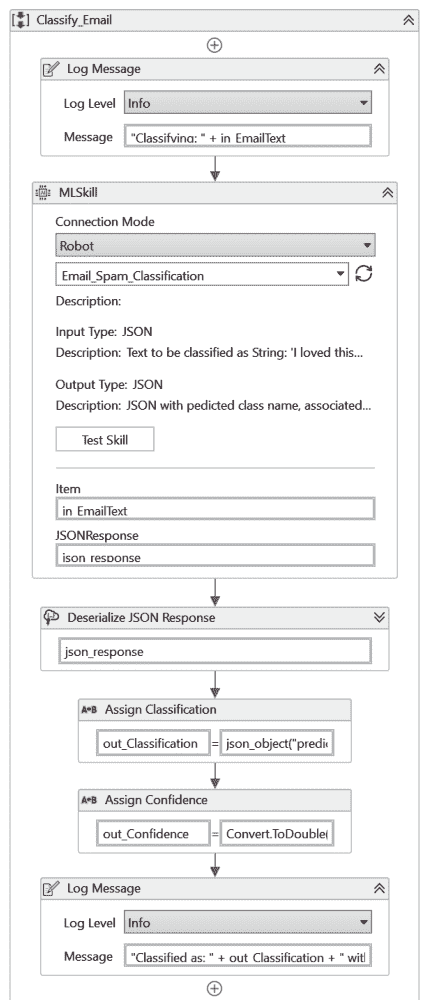 Classify_Email
Log Message
Log Level Info
Message "Classifying: " + in_EmailText
MLSkill
Connection Mode
Robot
Email_Spam_Classification
Description:
Input Type: JSON
Description: Text to be classified as String: 'I loved this...
Output Type: JSON
Description: JSON with pedicted class name, associated...
Test Skill
Item
in_EmailText
JSONResponse
json_response
Deserialize JSON Response
json_response
A*B Assign Classification
out_Classification = json_object("predic
A*B Assign Confidence
out_Confidence = Convert.ToDouble(
Log Message
Log Level Info
Message "Classified as: " + out_Classification + " with